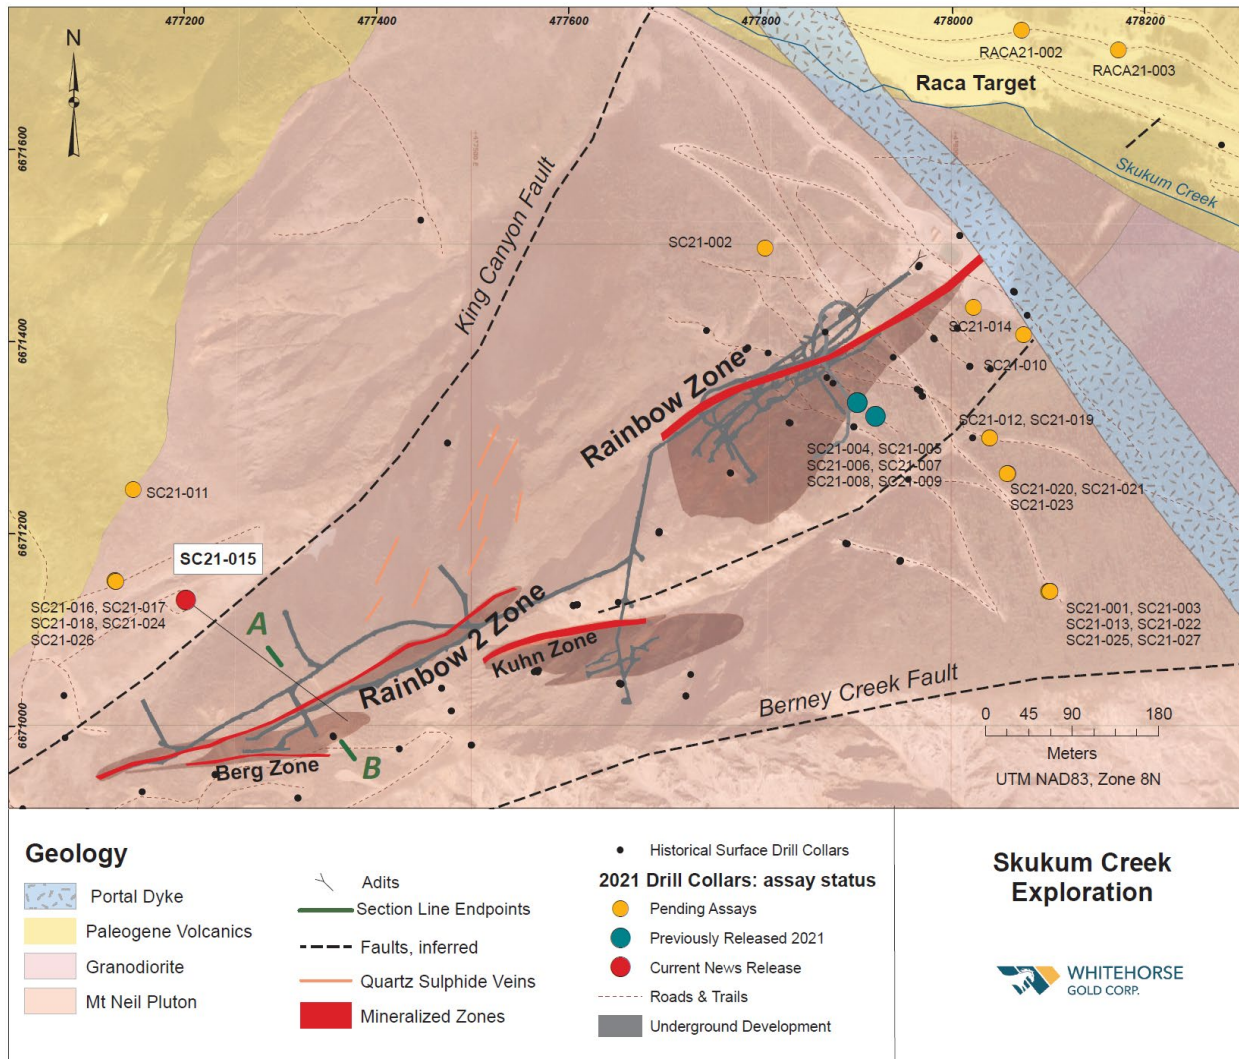 477200
477400
477600
477800
478000
478200
N
RACA21-002
RACA21-003
Raca Target
6671600
King Canyon Fault
Skukum Creek
SC21-002
6671400
SC21-014
SC21-010
Rainbow Zone
SC21-012, SC21-019
SC21-004, SC21-005
SC21-006, SC21-007
SC21-008, SC21-009
SC21-011
SC21-020, SC21-021
SC21-023
6671200
SC21-015
SC21-016, SC21-017
SC21-018, SC21-024
SC21-026
SC21-001, SC21-003
SC21-013, SC21-022
SC21-025, SC21-027
A
Rainbow 2 Zone
Kuhn Zone
Berney Creek Fault
6671000
B
Berg Zone
0 45 90 180
Meters
UTM NAD83, Zone 8N
Geology
Portal Dyke
Paleogene Volcanics
Granodiorite
Mt Neil Pluton
Adits
Section Line Endpoints
Faults, inferred
Quartz Sulphide Veins
Mineralized Zones
Historical Surface Drill Collars
2021 Drill Collars: assay status
Pending Assays
Previously Released 2021
Current News Release
Roads & Trails
Underground Development
Skukum Creek
Exploration
WHITEHORSE
GOLD CORP.